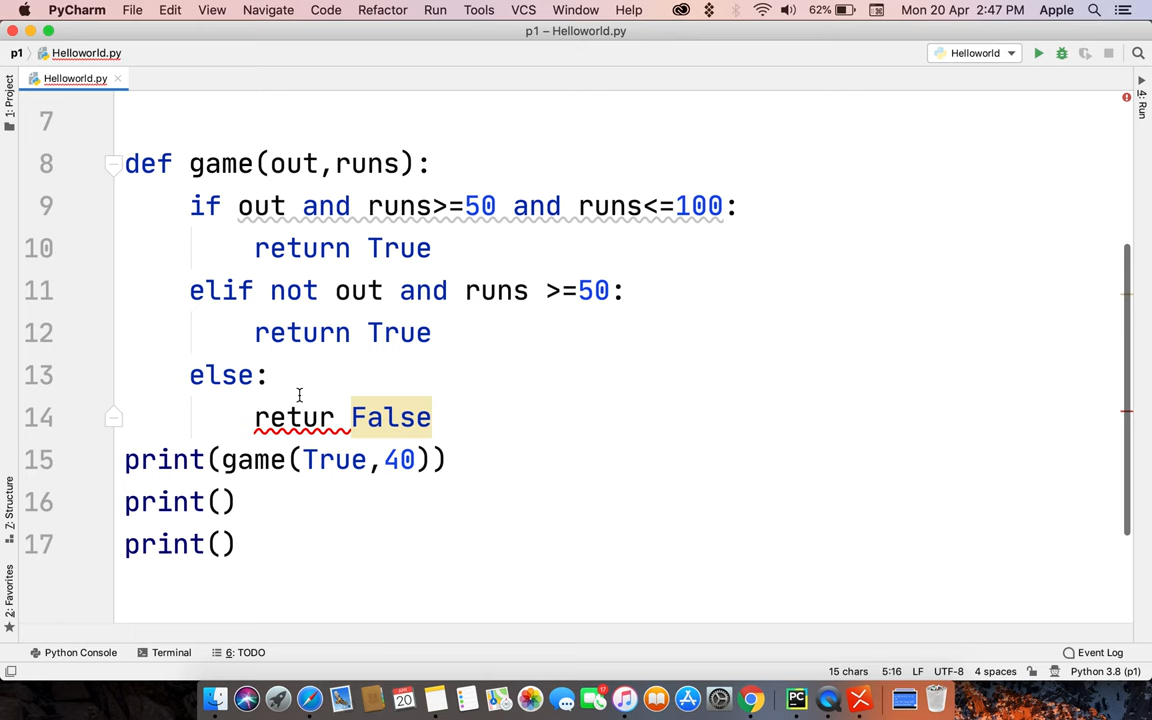 PyCharm File Edit View Navigate Code Refactor Run Tools VCS Window Help 62% Mon 20 Apr 2:47 PM Apple
p1 – Helloworld.py
p1 Helloworld.py Helloworld
Helloworld.py
1: Project
4: Run
7
8 def game(out,runs):
9 if out and runs>=50 and runs<=100:
10 return True
11 elif not out and runs >=50:
12 return True
13 else:
14 retur False
15 print(game(True,40))
16 print()
17 print()
7: Structure
2: Favorites
Python Console Terminal 6: TODO Event Log
15 chars 5:16 LF UTF-8 4 spaces Python 3.8 (p1)